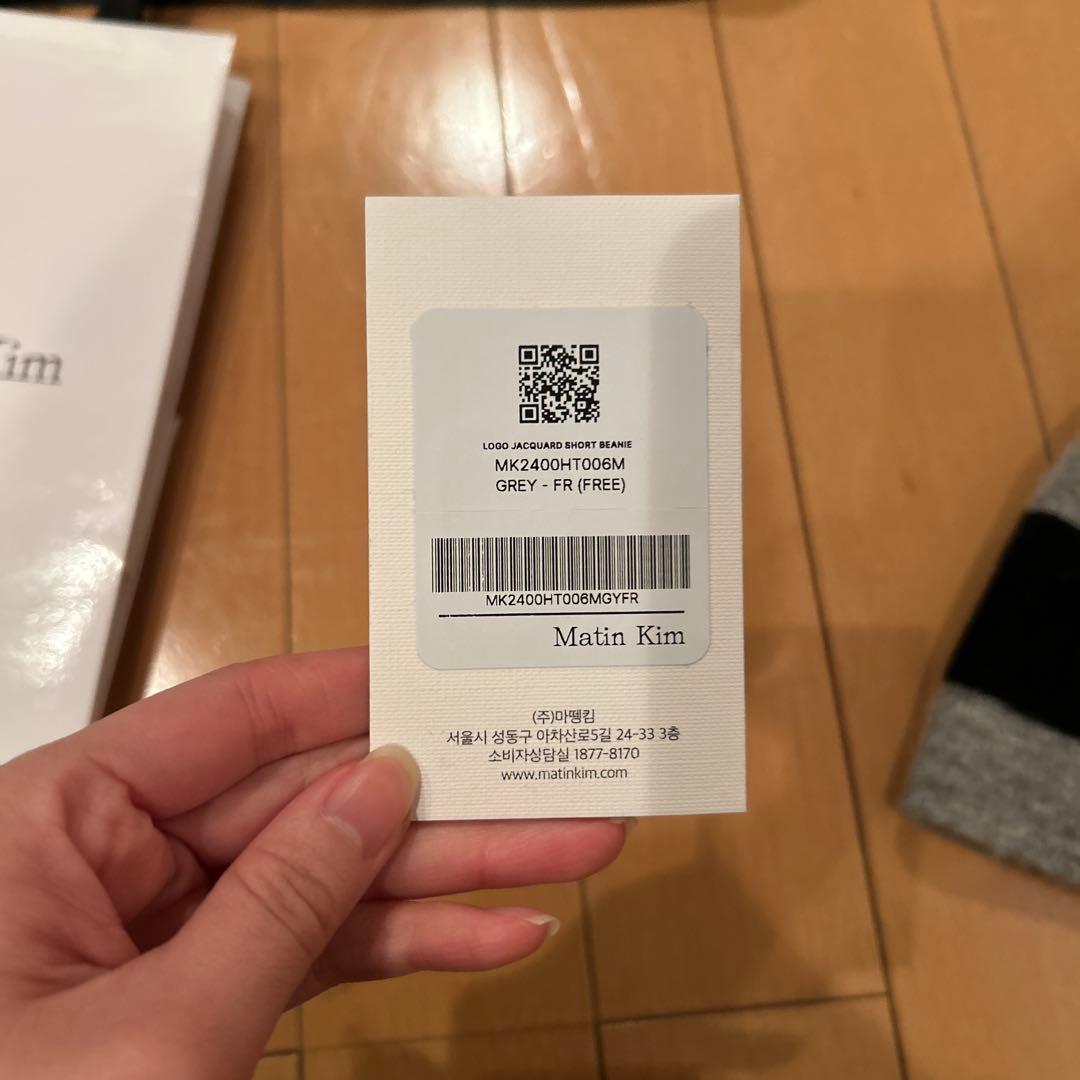 Kim
LOGO JACQUARD SHORT BEANIE
MK2400HT006M
GREY - FR (FREE)
MK2400HT006MGYFR
Matin Kim
(주)마뗑킴
서울시 성동구 아차산로5길 24-33 3층
소비자상담실 1877-8170
www.matinkim.com